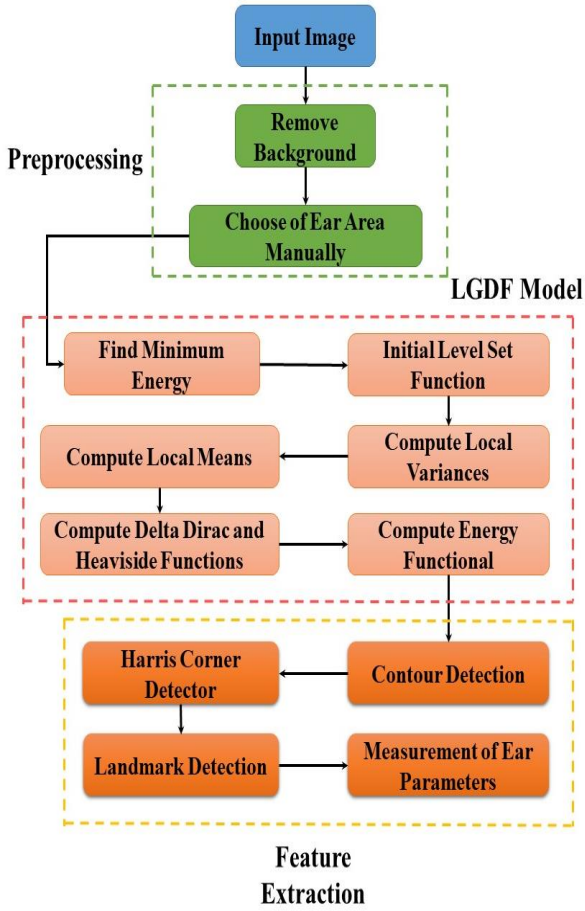 Input Image
Preprocessing
Remove
Background
Choose of Ear Area
Manually
LGDF Model
Find Minimum
Energy
Initial Level Set
Function
Compute Local
Variances
Compute Local Means
Compute Delta Dirac and
Heaviside Functions
Compute Energy
Functional
Contour Detection
Harris Corner
Detector
Landmark Detection
Measurement of Ear
Parameters
Feature
Extraction